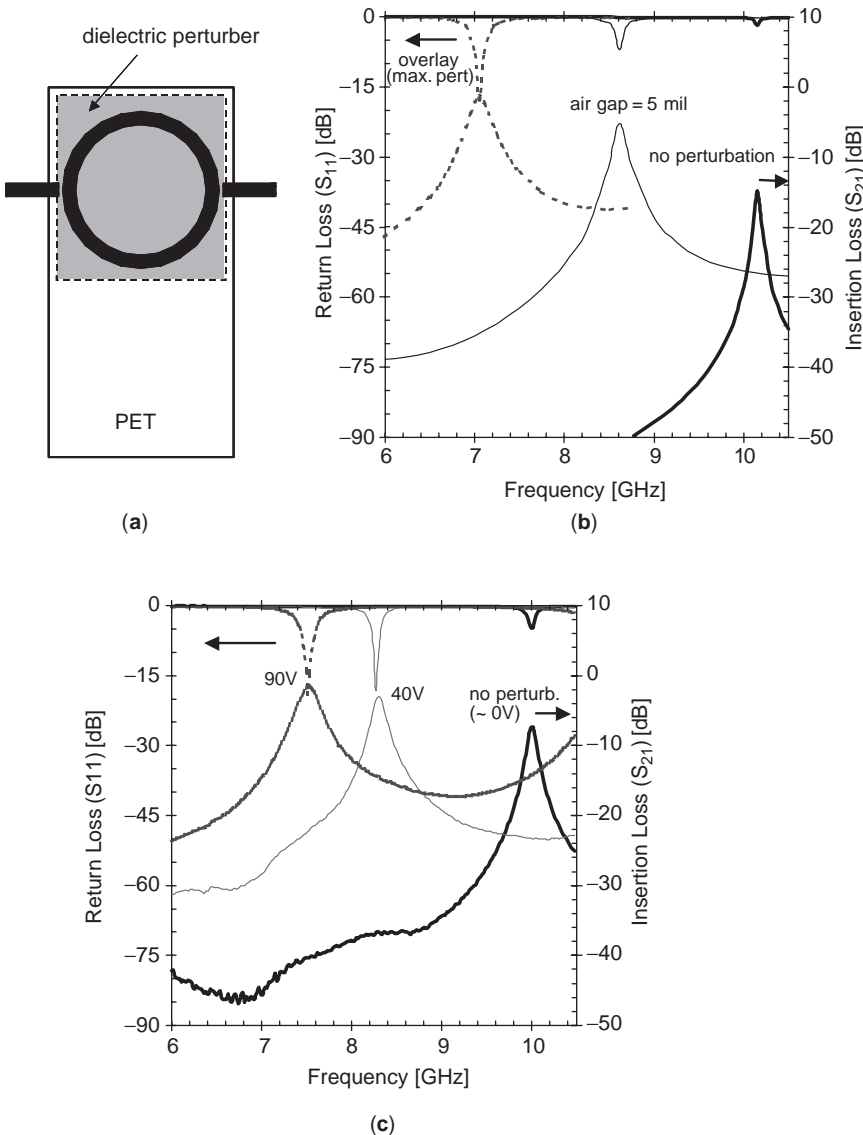 dielectric perturber
PET
(a)
0
–15
–30
–45
–60
–75
–90
Return Loss (S11) [dB]
overlay
(max. pert)
air gap = 5 mil
no perturbation
10
0
–10
–20
–30
–40
–50
Insertion Loss (S21) [dB]
6
7
8
9
10
Frequency [GHz]
(b)
0
–15
–30
–45
–60
–75
–90
Return Loss (S11) [dB]
90V
40V
no perturb.
(~ 0V)
10
0
–10
–20
–30
–40
–50
Insertion Loss (S21) [dB]
6
7
8
9
10
Frequency [GHz]
(c)